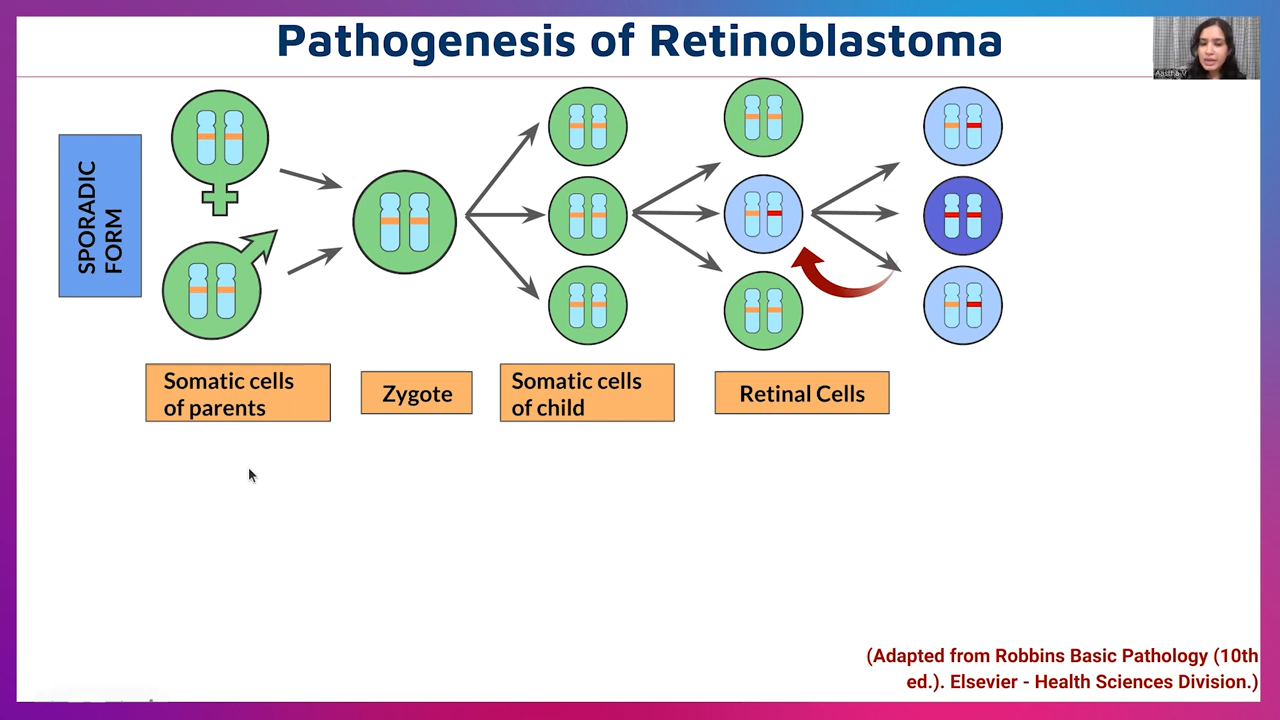 Pathogenesis of Retinoblastoma
Aastha V
SPORADIC
FORM
Somatic cells
of parents
Zygote
Somatic cells
of child
Retinal Cells
(Adapted from Robbins Basic Pathology (10th
ed.). Elsevier - Health Sciences Division.)